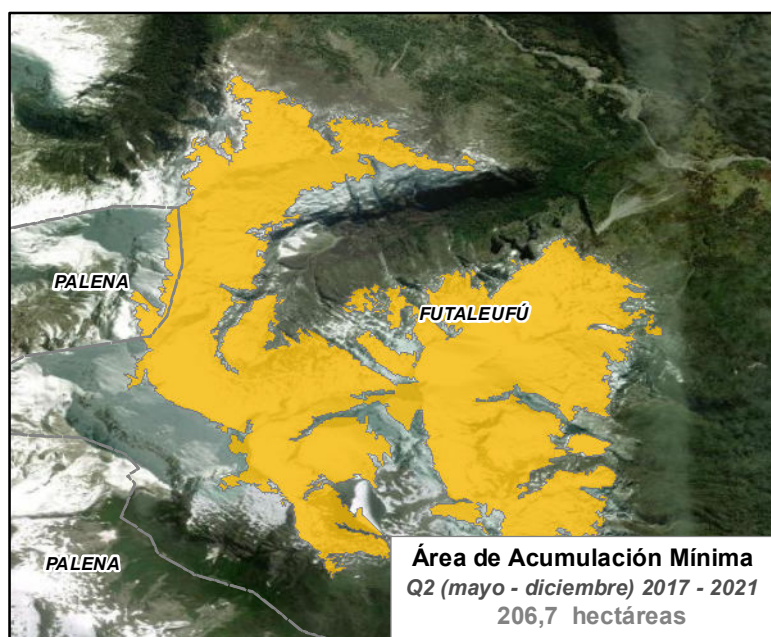 PALENA
FUTALEUFÚ
PALENA
Área de Acumulación Mínima
Q2 (mayo - diciembre) 2017 - 2021
206,7 hectáreas